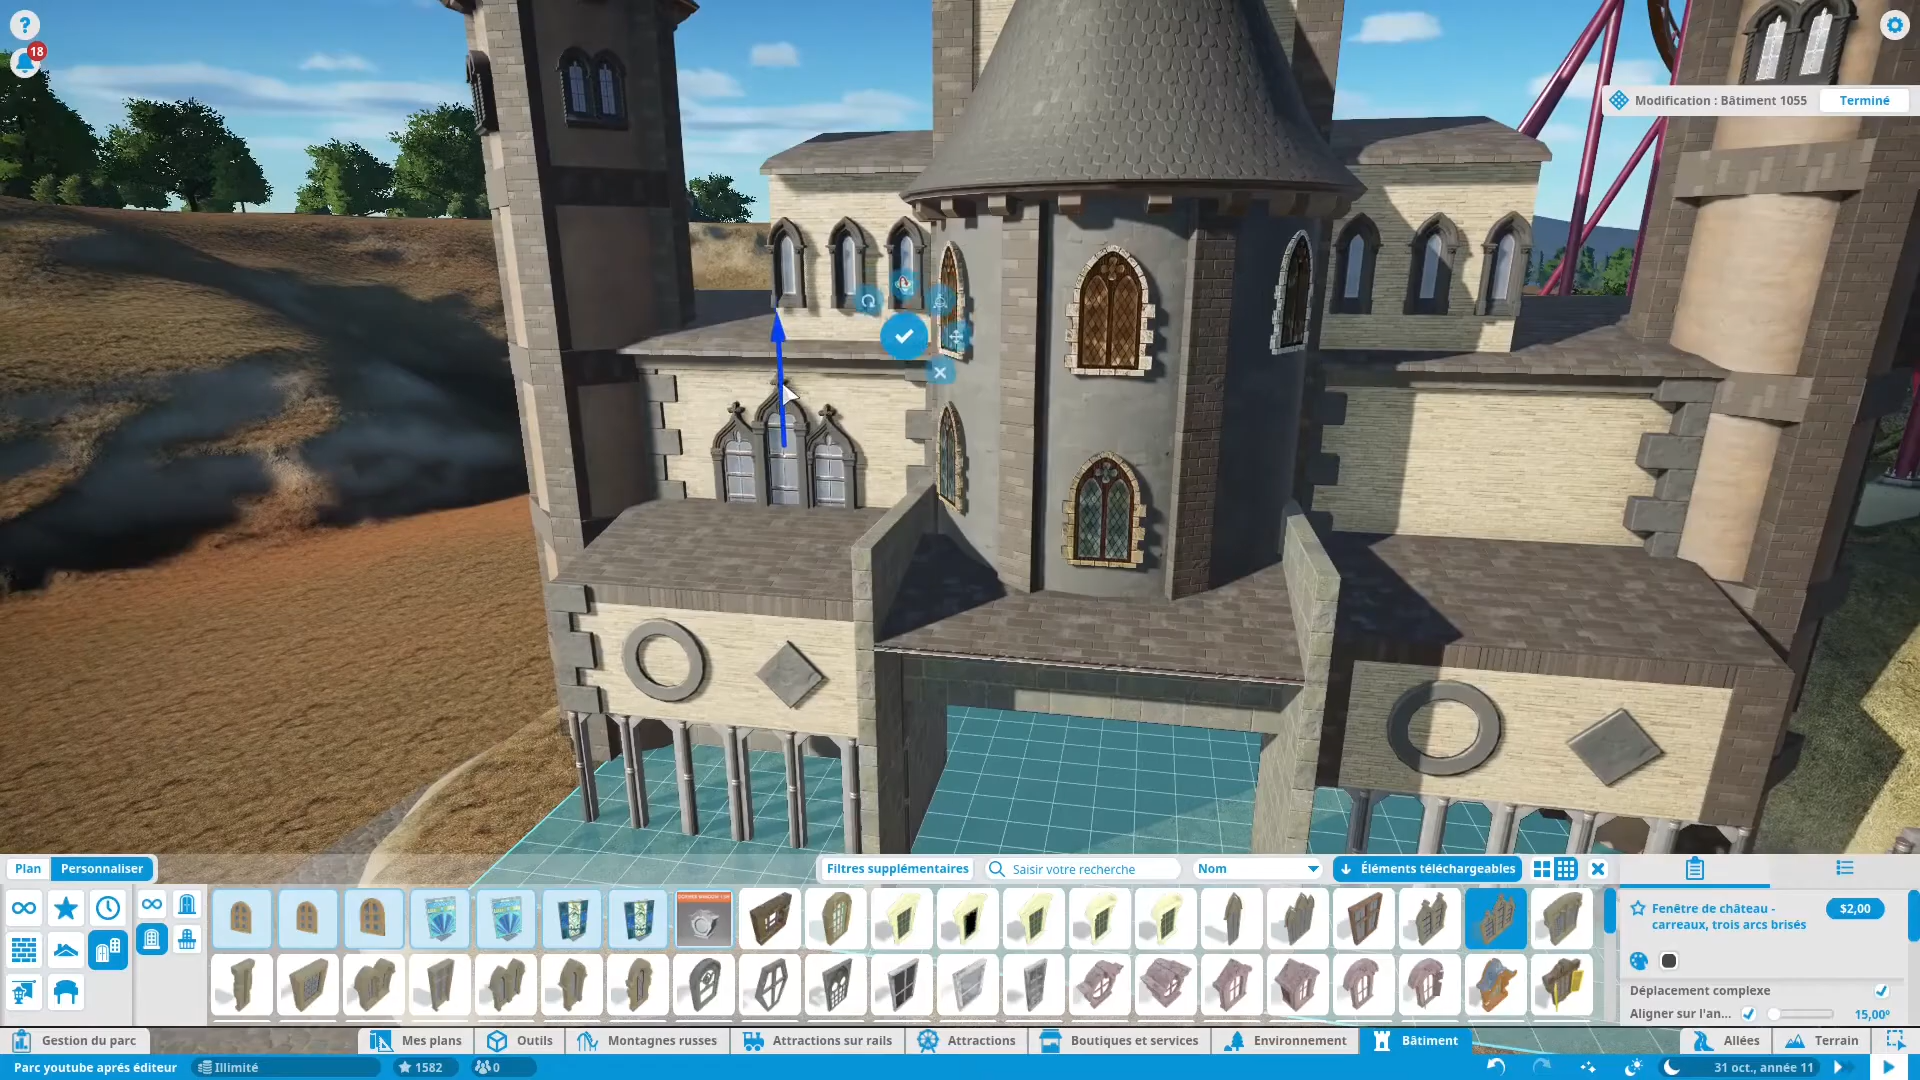 ?
18
Modification : Bâtiment 1055
Terminé
Plan
Personnaliser
Filtres supplémentaires
Saisir votre recherche
Nom
Éléments téléchargeables
Fenêtre de château -
carreaux, trois arcs brisés
$2,00
Déplacement complexe
Aligner sur l'an...
15,00°
Gestion du parc
Mes plans
Outils
Montagnes russes
Attractions sur rails
Attractions
Boutiques et services
Environnement
Bâtiment
Allées
Terrain
Parc youtube aprés éditeur
Illimité
1582
0
31 oct., année 11